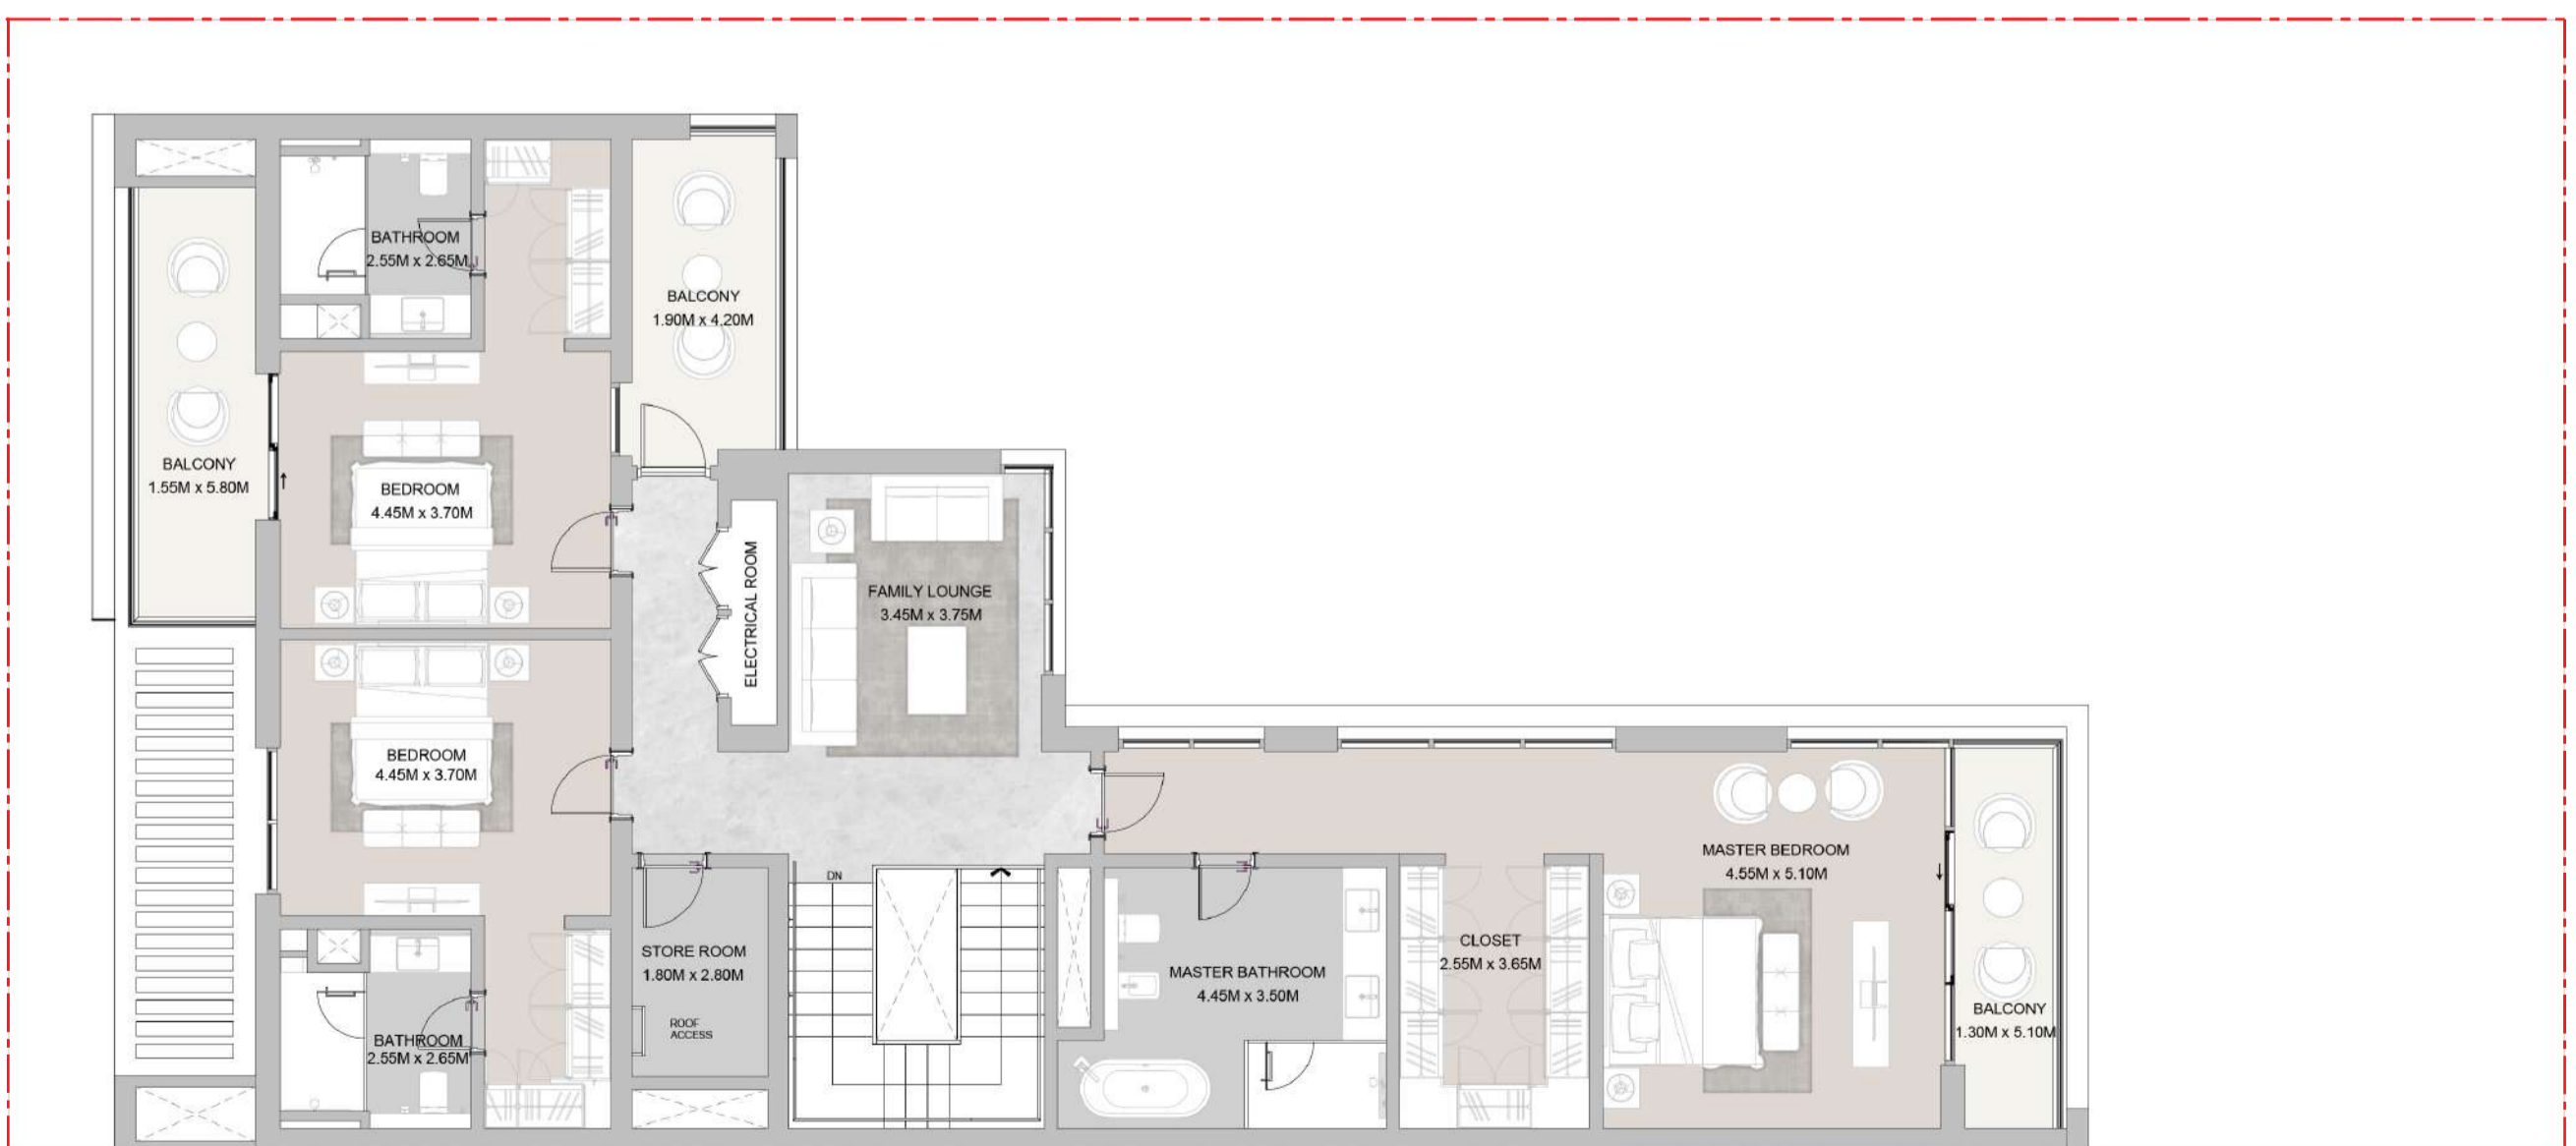 BATHROOM
2.55M x 2.65M
BALCONY
1.90M x 4.20M
BALCONY
1.55M x 5.80M
BEDROOM
4.45M x 3.70M
ELECTRICAL ROOM
FAMILY LOUNGE
3.45M x 3.75M
BEDROOM
4.45M x 3.70M
MASTER BEDROOM
4.55M x 5.10M
DN
STORE ROOM
1.80M x 2.80M
ROOF
ACCESS
MASTER BATHROOM
4.45M x 3.50M
CLOSET
2.55M x 3.65M
BALCONY
1.30M x 5.10M
BATHROOM
2.55M x 2.65M